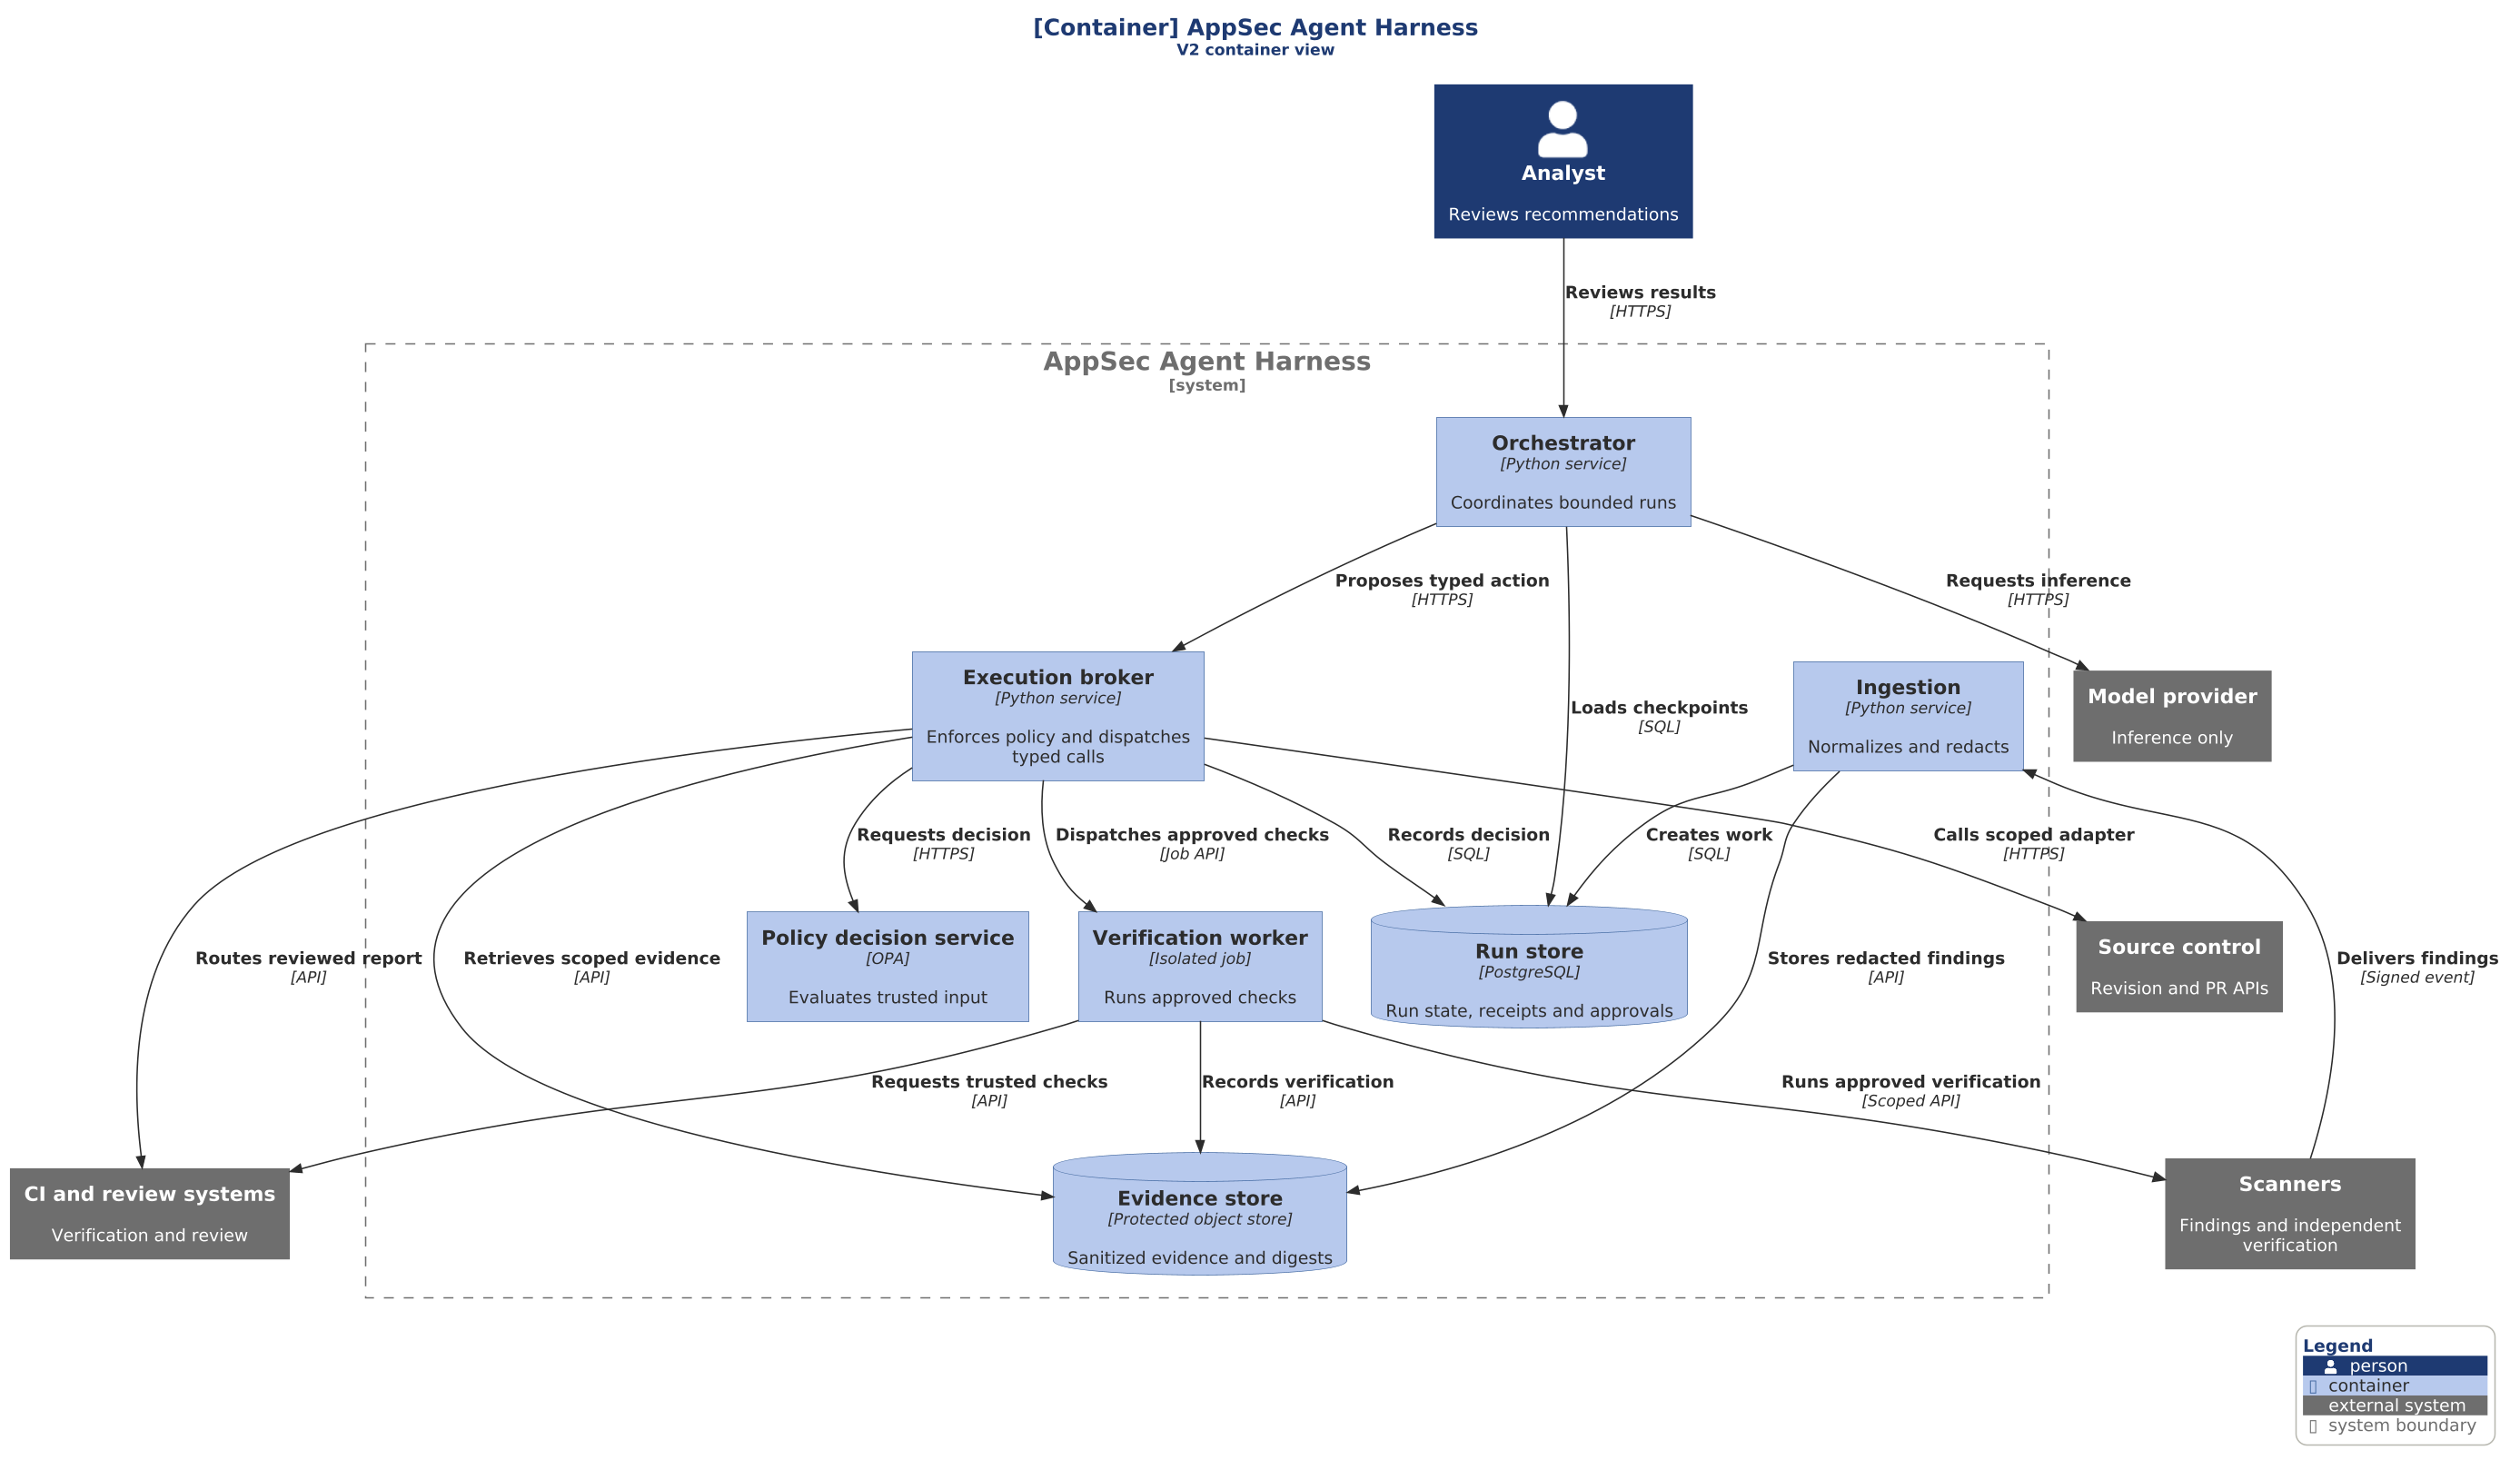 [Container] AppSec Agent Harness
V2 container view
Analyst
Reviews recommendations
Reviews results
[HTTPS]
AppSec Agent Harness
[system]
Orchestrator
[Python service]
Coordinates bounded runs
Proposes typed action
[HTTPS]
Requests inference
[HTTPS]
Execution broker
[Python service]
Enforces policy and dispatches
typed calls
Loads checkpoints
[SQL]
Ingestion
[Python service]
Normalizes and redacts
Model provider
Inference only
Requests decision
[HTTPS]
Dispatches approved checks
[Job API]
Records decision
[SQL]
Creates work
[SQL]
Calls scoped adapter
[HTTPS]
Routes reviewed report
[API]
Retrieves scoped evidence
[API]
Policy decision service
[OPA]
Evaluates trusted input
Verification worker
[Isolated job]
Runs approved checks
Run store
[PostgreSQL]
Run state, receipts and approvals
Stores redacted findings
[API]
Source control
Revision and PR APIs
Delivers findings
[Signed event]
Requests trusted checks
[API]
Records verification
[API]
Runs approved verification
[Scoped API]
CI and review systems
Verification and review
Evidence store
[Protected object store]
Sanitized evidence and digests
Scanners
Findings and independent
verification
Legend
person
container
external system
system boundary